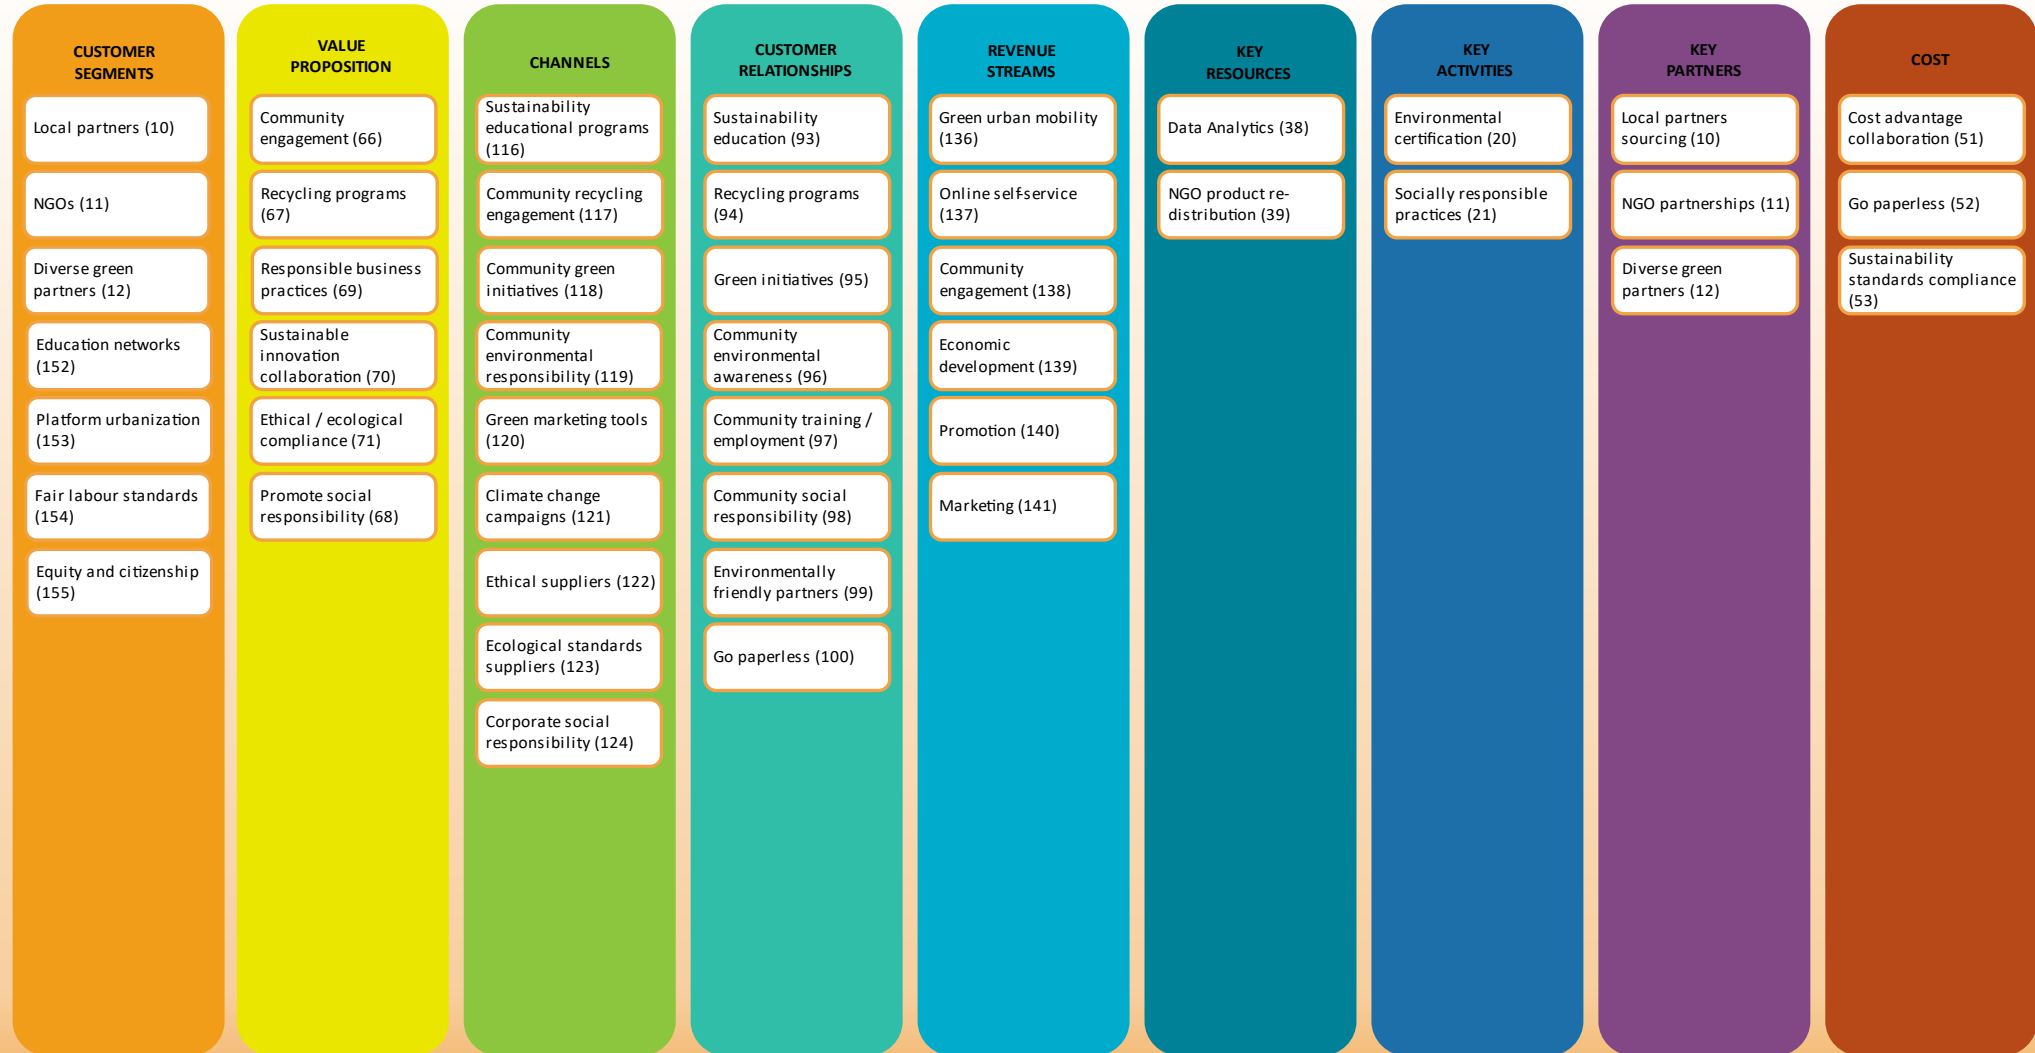 CUSTOMER
SEGMENTS
Local partners (10)
NGOs (11)
Diverse green
partners (12)
Education networks
(152)
Platform urbanization
(153)
Fair labour standards
(154)
Equity and citizenship
(155)
VALUE
PROPOSITION
Community
engagement (66)
Recycling programs
(67)
Responsible business
practices (69)
Sustainable
innovation
collaboration (70)
Ethical / ecological
compliance (71)
Promote social
responsibility (68)
CHANNELS
Sustainability
educational programs
(116)
Community recycling
engagement (117)
Community green
initiatives (118)
Community
environmental
responsibility (119)
Green marketing tools
(120)
Climate change
campaigns (121)
Ethical suppliers (122)
Ecological standards
suppliers (123)
Corporate social
responsibility (124)
CUSTOMER
RELATIONSHIPS
Sustainability
education (93)
Recycling programs
(94)
Green initiatives (95)
Community
environmental
awareness (96)
Community training /
employment (97)
Community social
responsibility (98)
Environmentally
friendly partners (99)
Go paperless (100)
REVENUE
STREAMS
Green urban mobility
(136)
Online self-service
(137)
Community
engagement (138)
Economic
development (139)
Promotion (140)
Marketing (141)
KEY
RESOURCES
Data Analytics (38)
NGO product re-
distribution (39)
KEY
ACTIVITIES
Environmental
certification (20)
Socially responsible
practices (21)
KEY
PARTNERS
Local partners
sourcing (10)
NGO partnerships (11)
Diverse green
partners (12)
COST
Cost advantage
collaboration (51)
Go paperless (52)
Sustainability
standards compliance
(53)